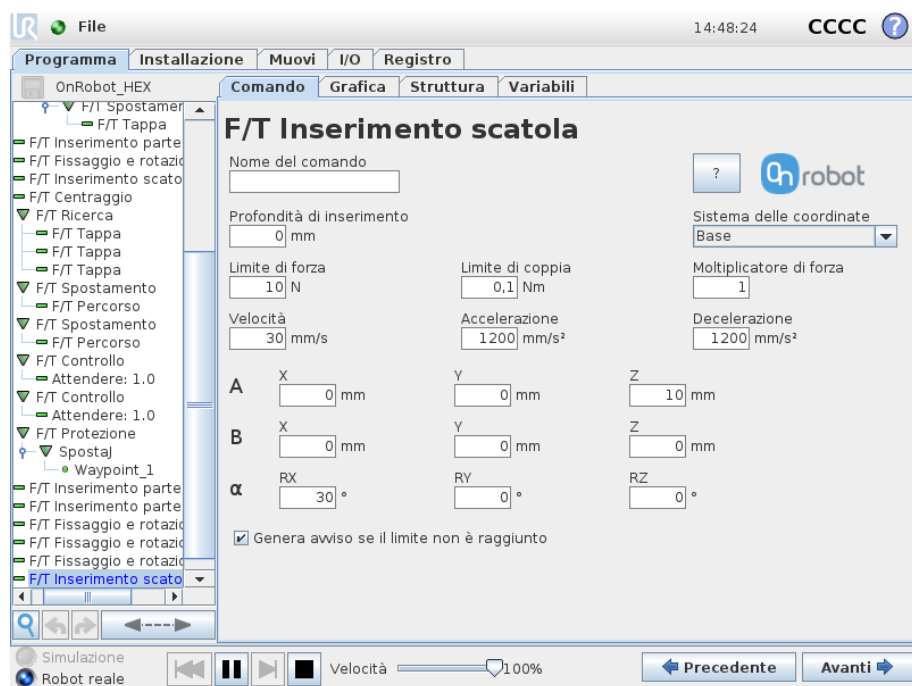 File
14:48:24
CCCC
?
Programma Installazione Muovi I/O Registro
OnRobot_HEX
Comando Grafica Struttura Variabili
F/T Spostamer
F/T Tappa
F/T Inserimento parte
F/T Fissaggio e rotazio
F/T Inserimento scato
F/T Centraggio
F/T Ricerca
F/T Tappa
F/T Tappa
F/T Tappa
F/T Spostamento
F/T Percorso
F/T Spostamento
F/T Percorso
F/T Controllo
Attendere: 1.0
F/T Controllo
Attendere: 1.0
F/T Protezione
SpostaJ
Waypoint_1
F/T Inserimento parte
F/T Inserimento parte
F/T Fissaggio e rotazio
F/T Fissaggio e rotazio
F/T Fissaggio e rotazio
F/T Inserimento scato
F/T Inserimento scatola
Nome del comando
?
On robot
Profondità di inserimento
0 mm
Sistema delle coordinate
Base
Limite di forza
10 N
Limite di coppia
0,1 Nm
Moltiplicatore di forza
1
Velocità
30 mm/s
Accelerazione
1200 mm/s²
Decelerazione
1200 mm/s²
A
X
0 mm
Y
0 mm
Z
10 mm
B
X
0 mm
Y
0 mm
Z
0 mm
α
RX
30 °
RY
0 °
RZ
0 °
Genera avviso se il limite non è raggiunto
Simulazione
Robot reale
Velocità 100%
Precedente
Avanti